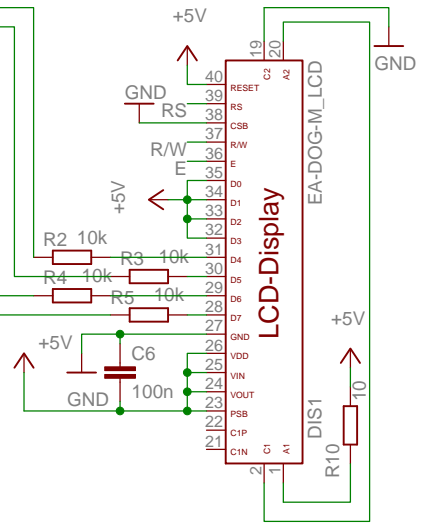 +5V
19
20
C2
A2
GND
40
RESET
39
RS
RS
GND
38
CSB
37
R/W
R/W
36
E
E
35
D0
34
D1
+5V
33
D2
32
D3
R2 10k
31
D4
R3 10k
30
D5
R4 10k
29
D6
R5 10k
28
D7
27
GND
26
VDD
25
VIN
24
VOUT
23
PSB
22
C1P
21
C1N
+5V
GND
C6
100n
LCD-Display
EA-DOG-M_LCD
DIS1
C1
A1
2
1
+5V
R10
10